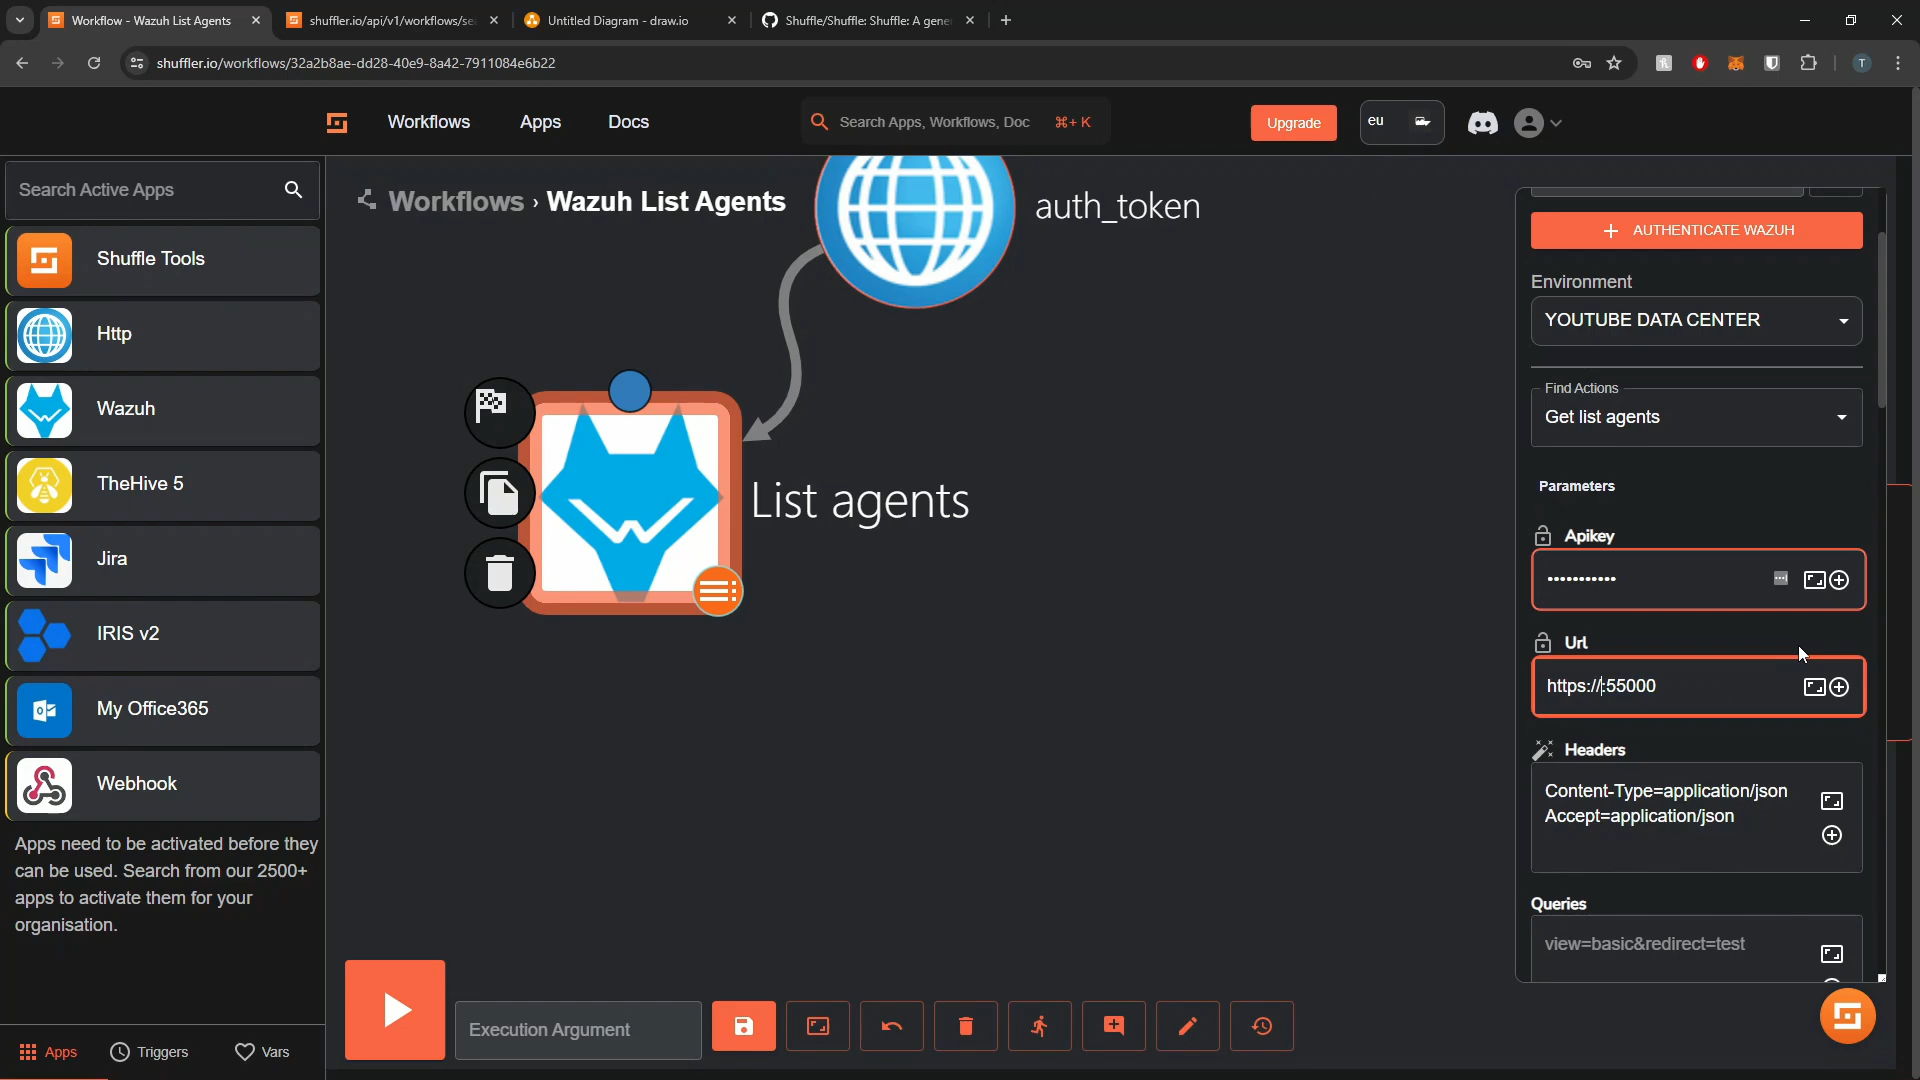 Workflow - Wazuh List Agents
shuffler.io/api/v1/workflows/se
Untitled Diagram - draw.io
Shuffle/Shuffle: Shuffle: A gene
shuffler.io/workflows/32a2b8ae-dd28-40e9-8a42-7911084e6b22
T
Workflows
Apps
Docs
Search Apps, Workflows, Doc
⌘+ K
Upgrade
eu
Search Active Apps
Workflows › Wazuh List Agents
auth_token
AUTHENTICATE WAZUH
Shuffle Tools
Environment
YOUTUBE DATA CENTER
Http
Find Actions
Get list agents
Wazuh
Parameters
TheHive 5
List agents
Apikey
•••••••••••
Jira
Url
https://:55000
IRIS v2
My Office365
Headers
Content-Type=application/json
Accept=application/json
Webhook
Apps need to be activated before they
can be used. Search from our 2500+
apps to activate them for your
organisation.
Queries
view=basic&redirect=test
Execution Argument
Apps
Triggers
Vars